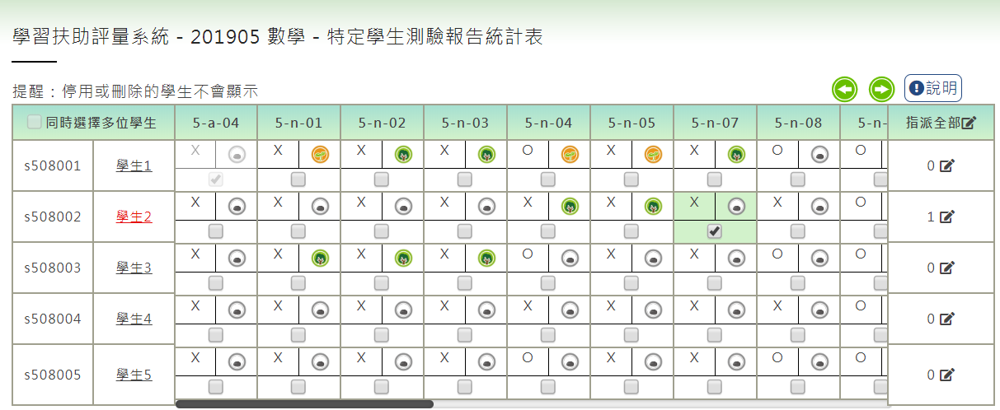 學習扶助評量系統 - 201905 數學 - 特定學生測驗報告統計表
提醒：停用或刪除的學生不會顯示
說明
同時選擇多位學生 5-a-04 5-n-01 5-n-02 5-n-03 5-n-04 5-n-05 5-n-07 5-n-08 5-n- 指派全部
s508001 學生1 X X X X O X X O O 0
s508002 學生2 X X X X X X X X O 1
s508003 學生3 X X X X O X X O O 0
s508004 學生4 X X X X X X X X O 0
s508005 學生5 X X X X O X X O O 0